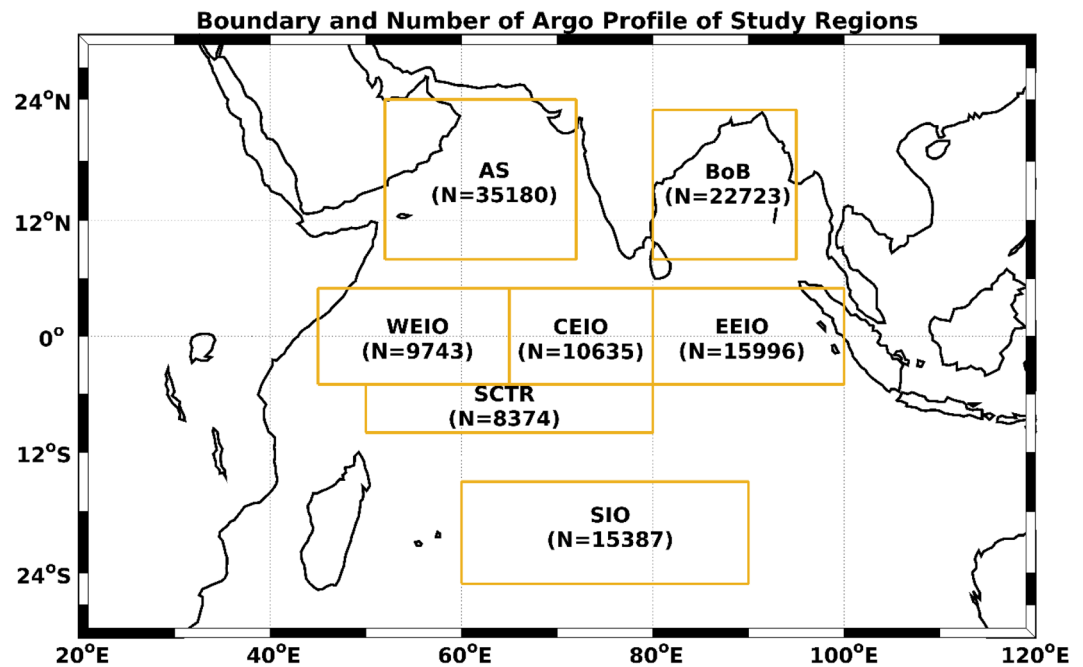 Boundary and Number of Argo Profile of Study Regions
24°N
12°N
0°
12°S
24°S
AS
(N=35180)
BoB
(N=22723)
WEIO
(N=9743)
CEIO
(N=10635)
EEIO
(N=15996)
SCTR
(N=8374)
SIO
(N=15387)
20°E 40°E 60°E 80°E 100°E 120°E